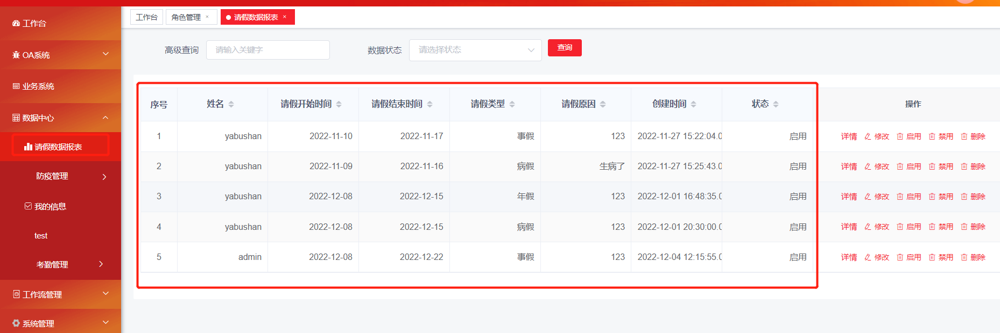 工作台
OA系统
业务系统
数据中心
请假数据报表
防疫管理
我的信息
test
考勤管理
工作流管理
系统管理
工作台 角色管理 × 请假数据报表 ×
高级查询 请输入关键字 数据状态 请选择状态 查询
序号 姓名 请假开始时间 请假结束时间 请假类型 请假原因 创建时间 状态 操作
1 yabushan 2022-11-10 2022-11-17 事假 123 2022-11-27 15:22:04.0 启用 详情 修改 启用 禁用 删除
2 yabushan 2022-11-09 2022-11-16 病假 生病了 2022-11-27 15:25:43.0 启用 详情 修改 启用 禁用 删除
3 yabushan 2022-12-08 2022-12-15 年假 123 2022-12-01 16:48:35.0 启用 详情 修改 启用 禁用 删除
4 yabushan 2022-12-08 2022-12-15 病假 123 2022-12-01 20:30:00.0 启用 详情 修改 启用 禁用 删除
5 admin 2022-12-08 2022-12-22 事假 123 2022-12-04 12:15:55.0 启用 详情 修改 启用 禁用 删除